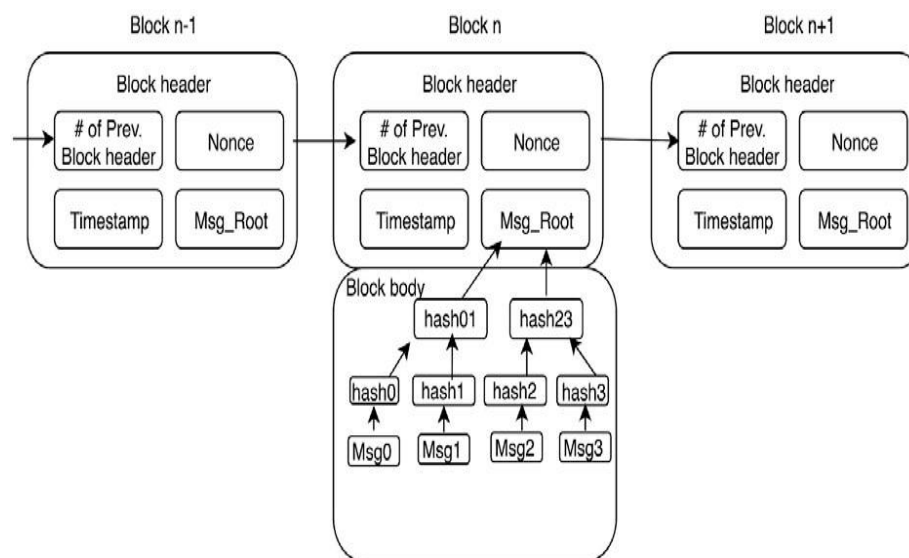 Block n-1
Block n
Block n+1
Block header
Block header
Block header
# of Prev.
Block header
Nonce
# of Prev.
Block header
Nonce
# of Prev.
Block header
Nonce
Timestamp
Msg_Root
Timestamp
Msg_Root
Timestamp
Msg_Root
Block body
hash01
hash23
hash0
hash1
hash2
hash3
Msg0
Msg1
Msg2
Msg3